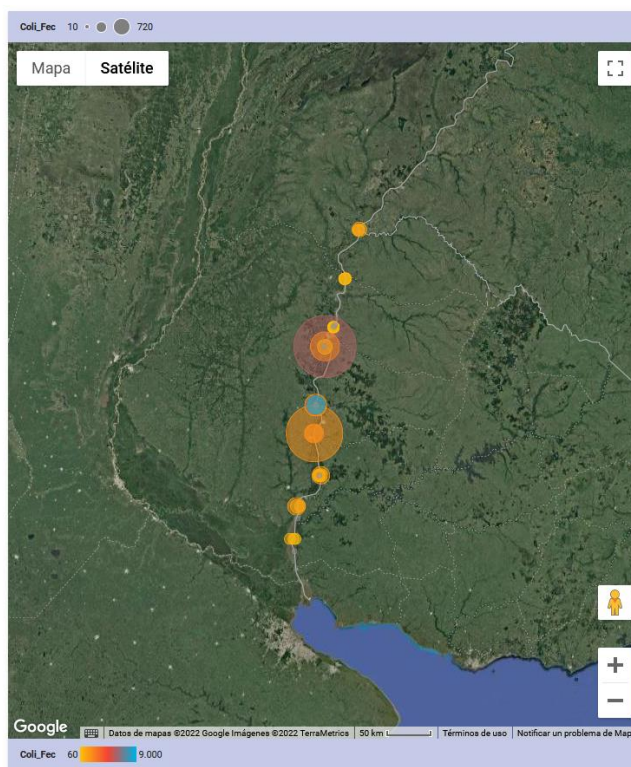 Coli_Fec 10 720
Mapa Satélite
Google Datos de mapas ©2022 Google Imágenes ©2022 TerraMetrics 50 km Términos de uso Notificar un problema de Map
Coli_Fec 60 9.000